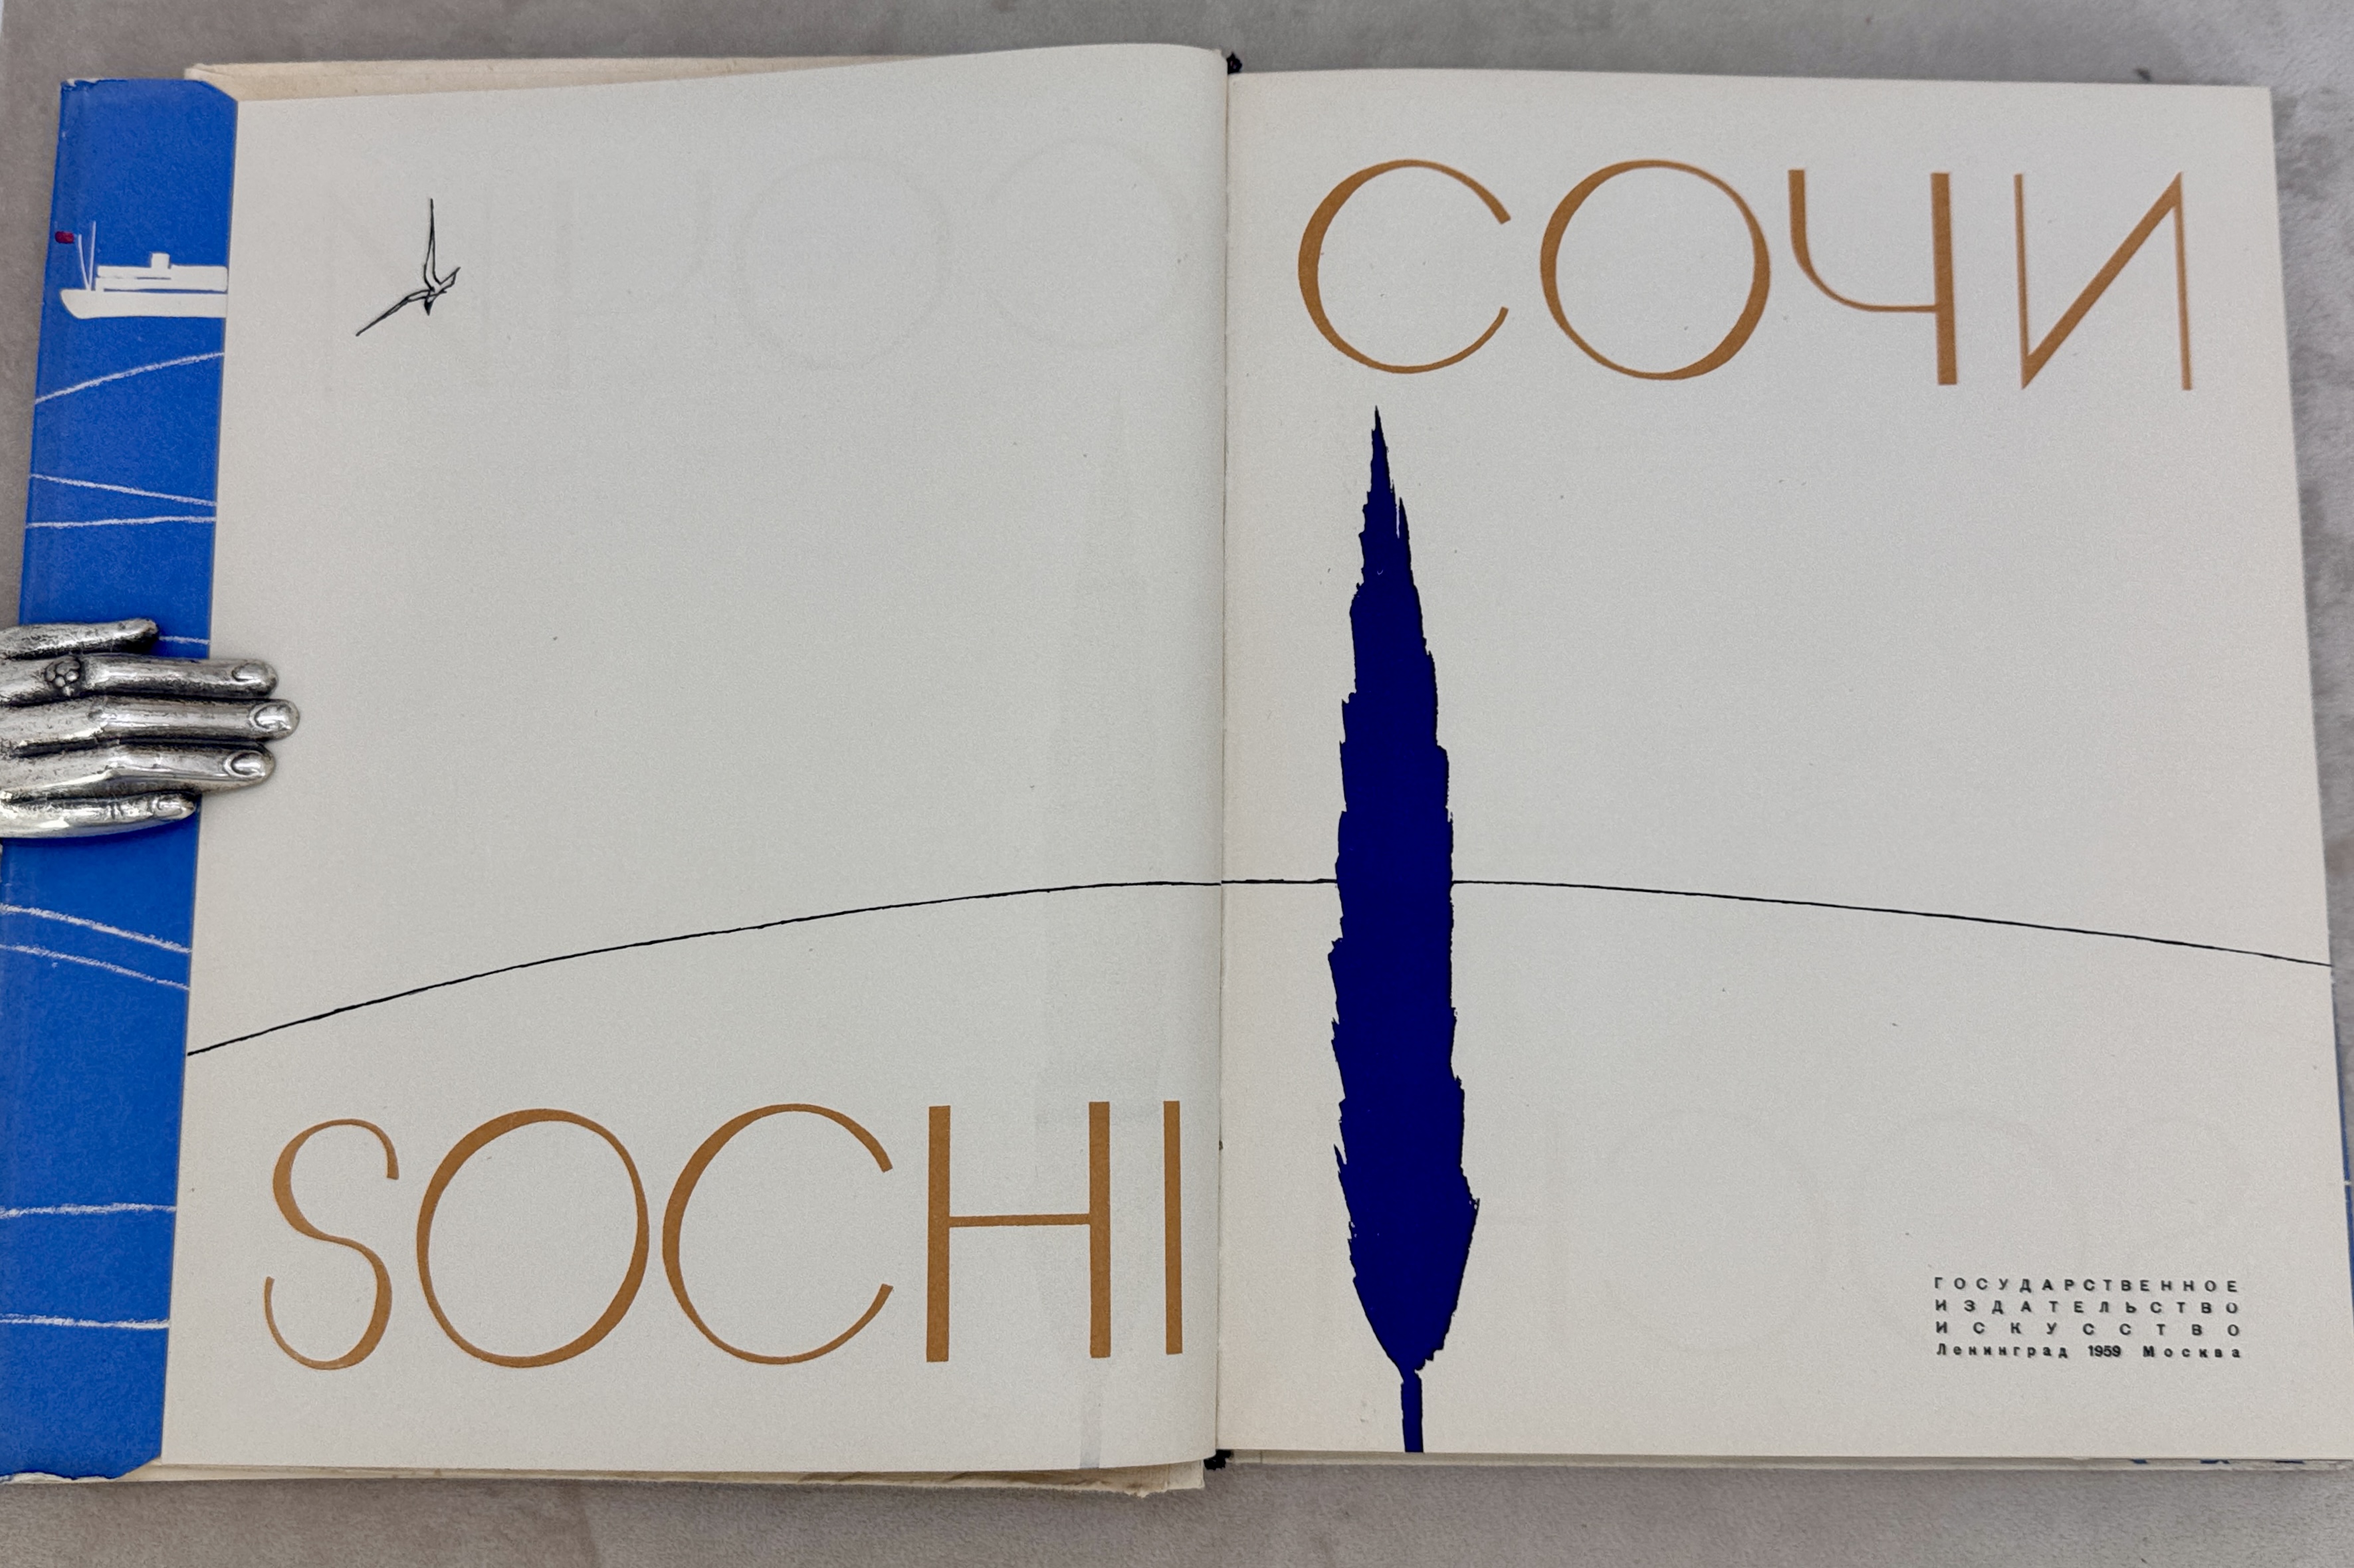 SOCHI
СОЧИ
ГОСУДАРСТВЕННОЕ
ИЗДАТЕЛЬСТВО
ИСКУССТВО
Ленинград 1959 Москва